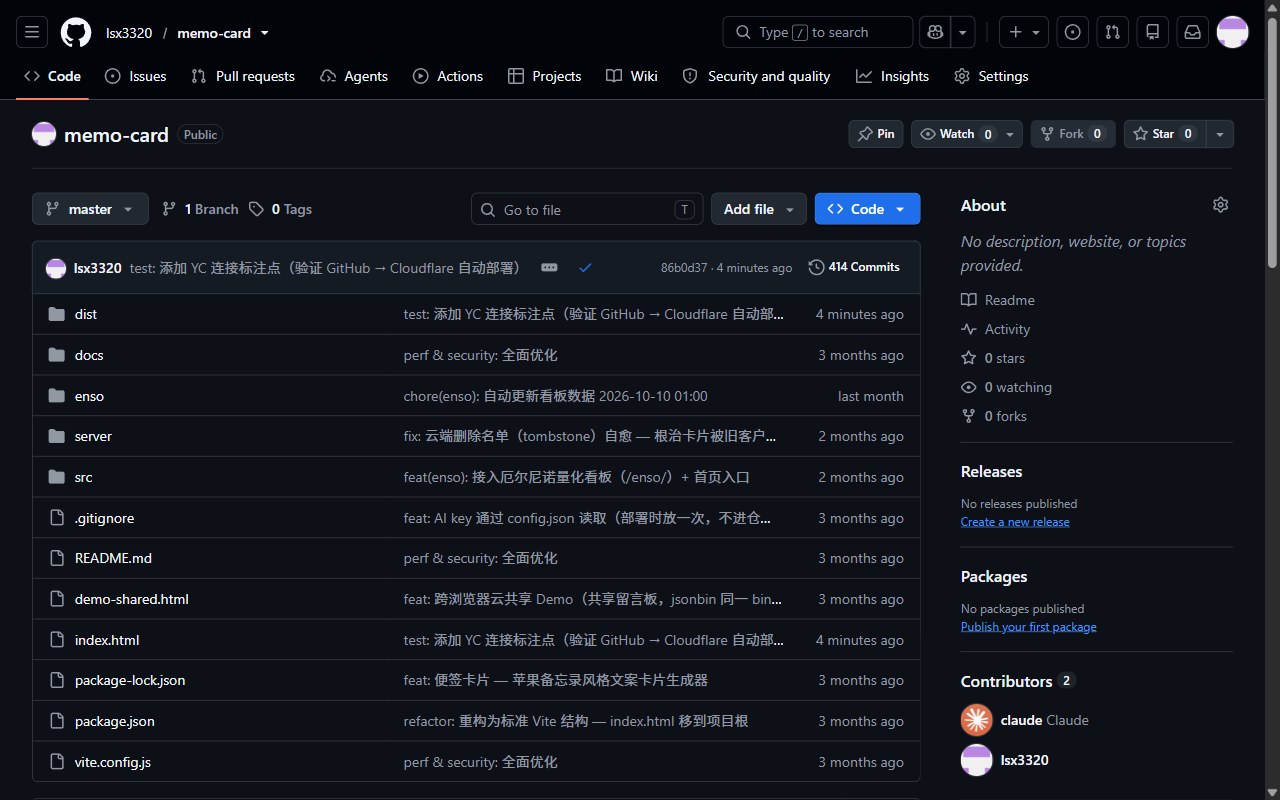 lsx3320 / memo-card
Type / to search
Code Issues Pull requests Agents Actions Projects Wiki Security and quality Insights Settings
memo-card Public
Pin Watch 0 Fork 0 Star 0
master 1 Branch 0 Tags Go to file T Add file Code
lsx3320 test: 添加 YC 连接标注点（验证 GitHub → Cloudflare 自动部署） 86b0d37 · 4 minutes ago 414 Commits
dist test: 添加 YC 连接标注点（验证 GitHub → Cloudflare 自动部... 4 minutes ago
docs perf & security: 全面优化 3 months ago
enso chore(enso): 自动更新看板数据 2026-10-10 01:00 last month
server fix: 云端删除名单（tombstone）自愈 — 根治卡片被旧客户... 2 months ago
src feat(enso): 接入厄尔尼诺量化看板（/enso/）+ 首页入口 2 months ago
.gitignore feat: AI key 通过 config.json 读取（部署时放一次，不进仓... 3 months ago
README.md perf & security: 全面优化 3 months ago
demo-shared.html feat: 跨浏览器云共享 Demo（共享留言板，jsonbin 同一 bin... 3 months ago
index.html test: 添加 YC 连接标注点（验证 GitHub → Cloudflare 自动部... 4 minutes ago
package-lock.json feat: 便签卡片 — 苹果备忘录风格文案卡片生成器 3 months ago
package.json refactor: 重构为标准 Vite 结构 — index.html 移到项目根 3 months ago
vite.config.js perf & security: 全面优化 3 months ago
About
No description, website, or topics
provided.
Readme
Activity
0 stars
0 watching
0 forks
Releases
No releases published
Create a new release
Packages
No packages published
Publish your first package
Contributors 2
claude Claude
lsx3320